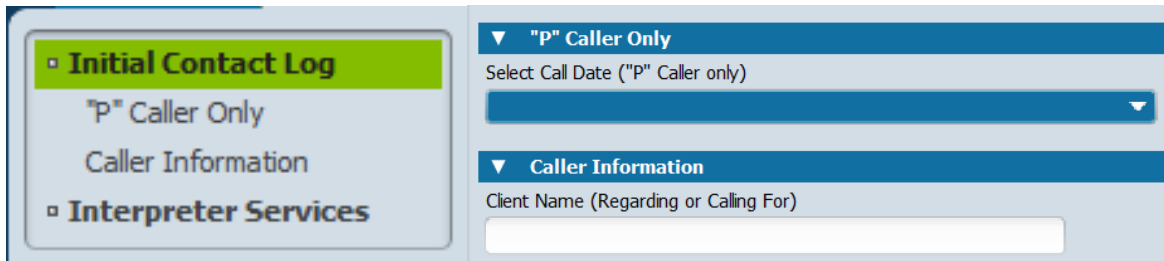 Initial Contact Log
"P" Caller Only
Caller Information
Interpreter Services
"P" Caller Only
Select Call Date ("P" Caller only)
Caller Information
Client Name (Regarding or Calling For)